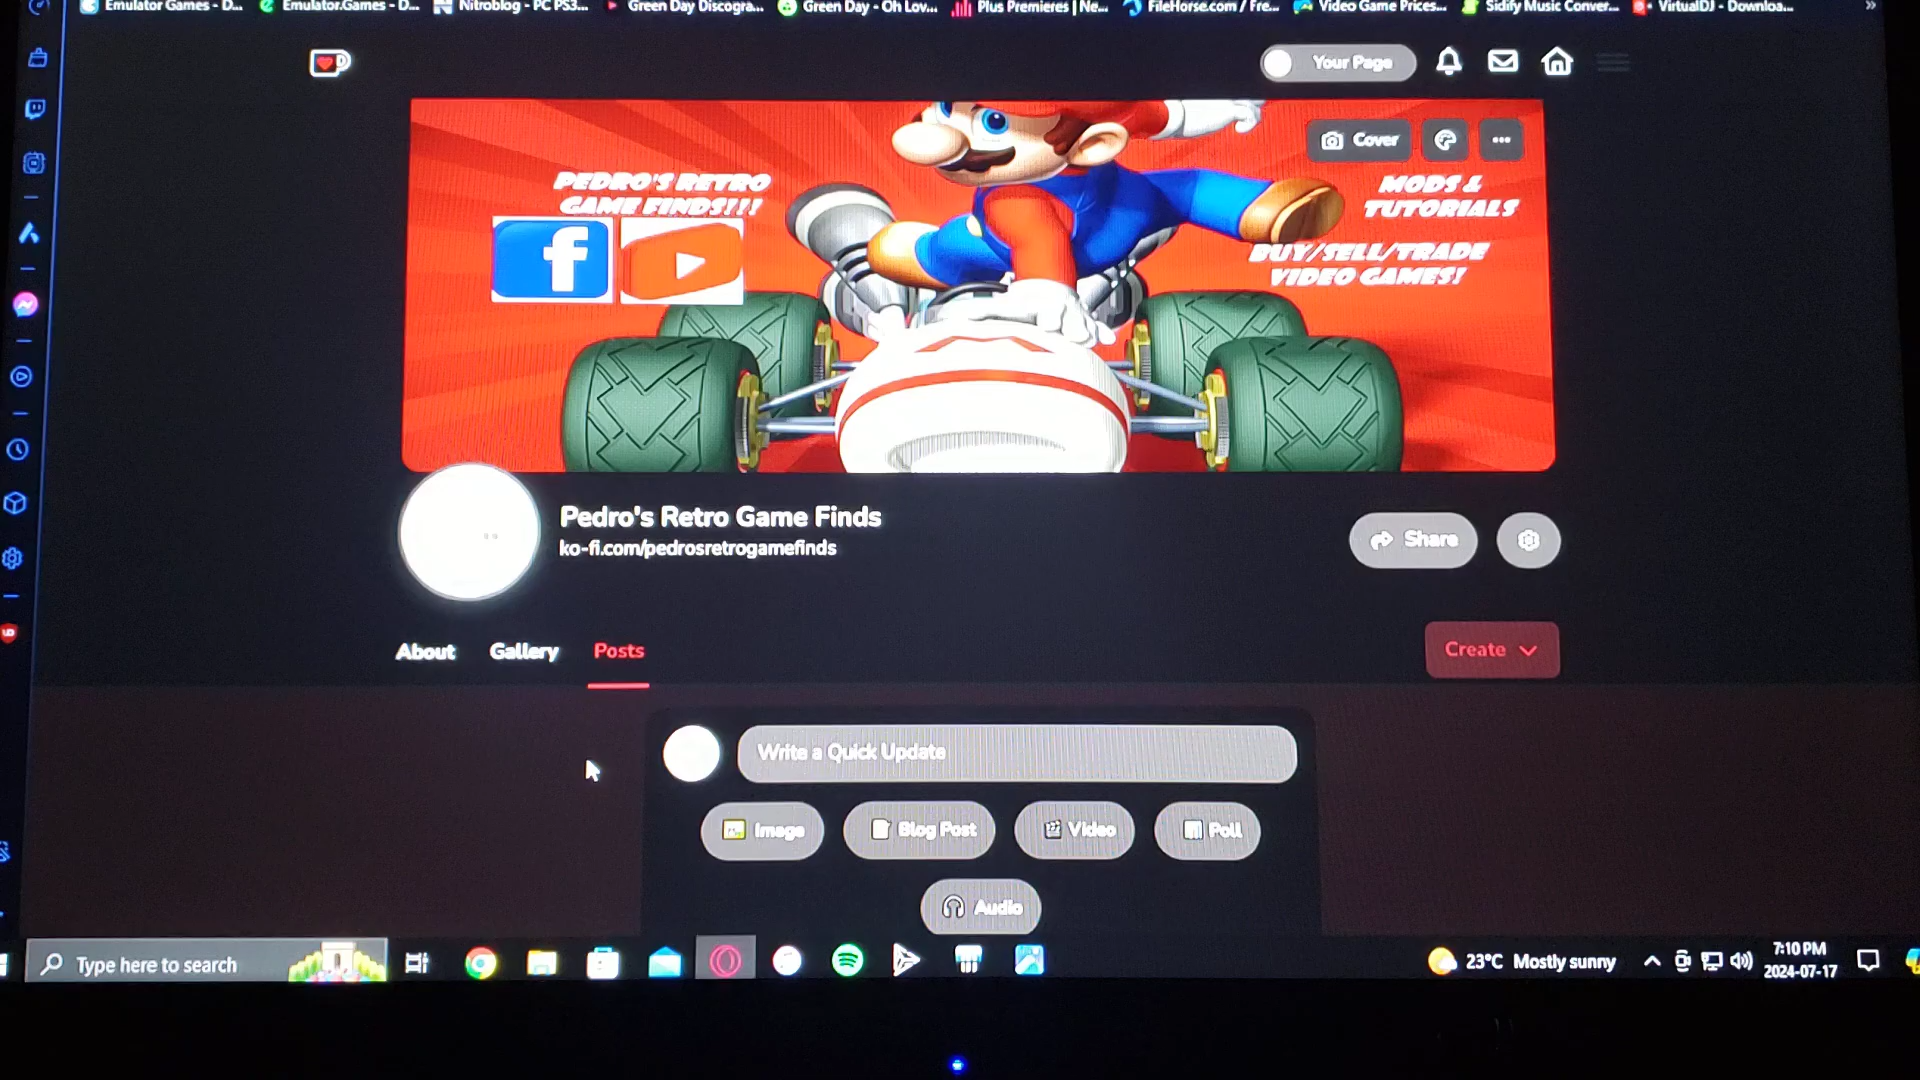 Emulator Games - D...
Emulator.Games - D...
Nitroblog - PC PS3...
Green Day Discogra...
Green Day - Oh Lov...
Plus Premieres | Ne...
FileHorse.com / Fre...
Video Game Prices...
Sidify Music Conver...
VirtualDJ - Downloa...
Your Page
Cover
PEDRO'S RETRO
GAME FINDS!!!
MODS &
TUTORIALS
BUY/SELL/TRADE
VIDEO GAMES!
Pedro's Retro Game Finds
ko-fi.com/pedrosretrogamefinds
Share
About
Gallery
Posts
Create
Write a Quick Update
Image
Blog Post
Video
Poll
Audio
Type here to search
23°C Mostly sunny
7:10 PM
2024-07-17